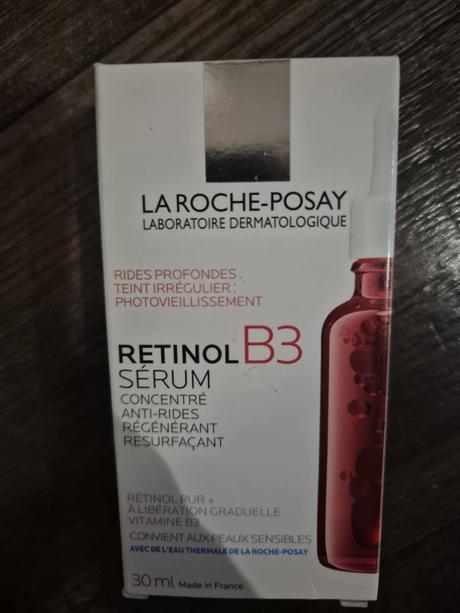 LA ROCHE-POSAY
LABORATOIRE DERMATOLOGIQUE
RIDES PROFONDES
TEINT IRRÉGULIER
PHOTOVIEILLISSEMENT
RETINOL B3
SÉRUM
CONCENTRÉ
ANTI-RIDES
RÉGÉNÉRANT
RESURFAÇANT
RÉTINOL PUR +
À LIBÉRATION GRADUELLE
VITAMINE B3
CONVIENT AUX PEAUX SENSIBLES
AVEC DE L'EAU THERMALE DE LA ROCHE-POSAY
30 ml Made in France